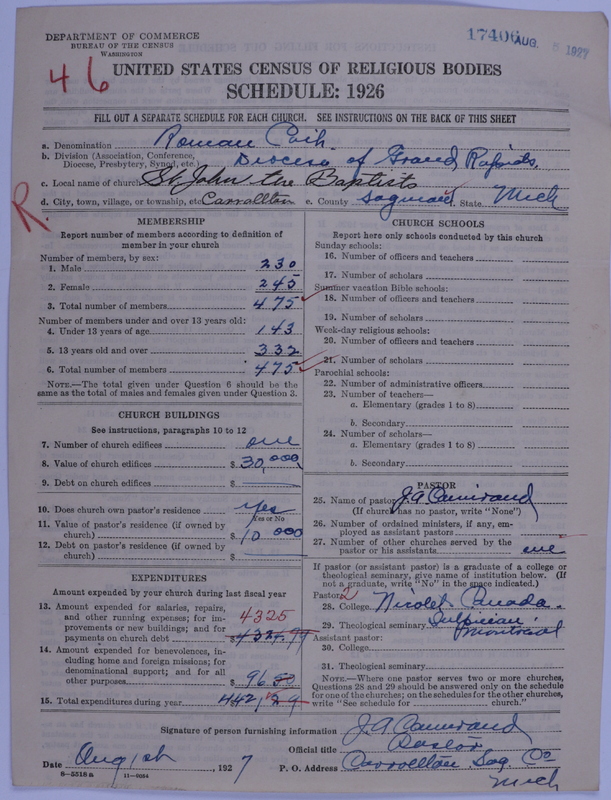 DEPARTMENT OF COMMERCE
BUREAU OF THE CENSUS
WASHINGTON
17406 AUG. 5 1927
46
UNITED STATES CENSUS OF RELIGIOUS BODIES
SCHEDULE: 1926
FILL OUT A SEPARATE SCHEDULE FOR EACH CHURCH. SEE INSTRUCTIONS ON THE BACK OF THIS SHEET
a. Denomination Roman Cath.
b. Division (Association, Conference, Diocese, Presbytery, Synod, etc.) Diocese of Grand Rapids.
c. Local name of church St John the Baptists
d. City, town, village, or township, etc Carrollton e. County Saginaw State Mich
R
MEMBERSHIP
Report number of members according to definition of member in your church
Number of members, by sex:
1. Male 230
2. Female 245
3. Total number of members 475
Number of members under and over 13 years old:
4. Under 13 years of age 143
5. 13 years old and over 332
6. Total number of members 475
NOTE.—The total given under Question 6 should be the same as the total of males and females given under Question 3.
CHURCH BUILDINGS
See instructions, paragraphs 10 to 12
7. Number of church edifices one
8. Value of church edifices $30,000
9. Debt on church edifices $
10. Does church own pastor's residence yes
Yes or No
11. Value of pastor's residence (if owned by church) $10 000
12. Debt on pastor's residence (if owned by church) $
EXPENDITURES
Amount expended by your church during last fiscal year
13. Amount expended for salaries, repairs, and other running expenses; for improvements or new buildings; and for payments on church debt 4325
14. Amount expended for benevolences, including home and foreign missions; for denominational support; and for all other purposes $96
15. Total expenditures during year
CHURCH SCHOOLS
Report here only schools conducted by this church
Sunday schools:
16. Number of officers and teachers
17. Number of scholars
Summer vacation Bible schools:
18. Number of officers and teachers
19. Number of scholars
Week-day religious schools:
20. Number of officers and teachers
21. Number of scholars
Parochial schools:
22. Number of administrative officers
23. Number of teachers—
a. Elementary (grades 1 to 8)
b. Secondary
24. Number of scholars—
a. Elementary (grades 1 to 8)
b. Secondary
PASTOR
25. Name of pastor J.A. Camirand
(If church has no pastor, write "None")
26. Number of ordained ministers, if any, employed as assistant pastors
27. Number of other churches served by the pastor or his assistants one
If pastor (or assistant pastor) is a graduate of a college or theological seminary, give name of institution below. (If not a graduate, write "No" in the space indicated.)
Pastor: 2
28. College Nicolet Canada
29. Theological seminary Sulpician Montreal
Assistant pastor:
30. College
31. Theological seminary
NOTE.—Where one pastor serves two or more churches, Questions 28 and 29 should be answered only on the schedule for one of the churches; on the schedules for the other churches, write "See schedule for church."
Signature of person furnishing information J.A Camirand
Official title Pastor
Date Aug 1927
P. O. Address Carrollton Sag. Co
Mich
8—5518a 11—9884